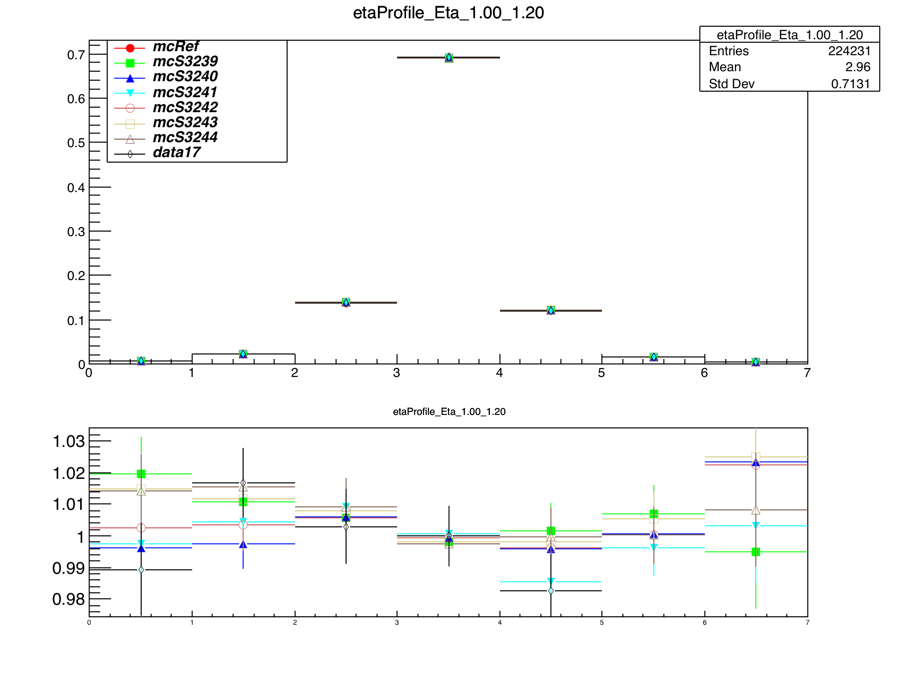 etaProfile_Eta_1.00_1.20
etaProfile_Eta_1.00_1.20
Entries 224231
Mean 2.96
Std Dev 0.7131
mcRef
mcS3239
mcS3240
mcS3241
mcS3242
mcS3243
mcS3244
data17
0.7
0.6
0.5
0.4
0.3
0.2
0.1
0
0 1 2 3 4 5 6 7
etaProfile_Eta_1.00_1.20
1.03
1.02
1.01
1
0.99
0.98
0 1 2 3 4 5 6 7